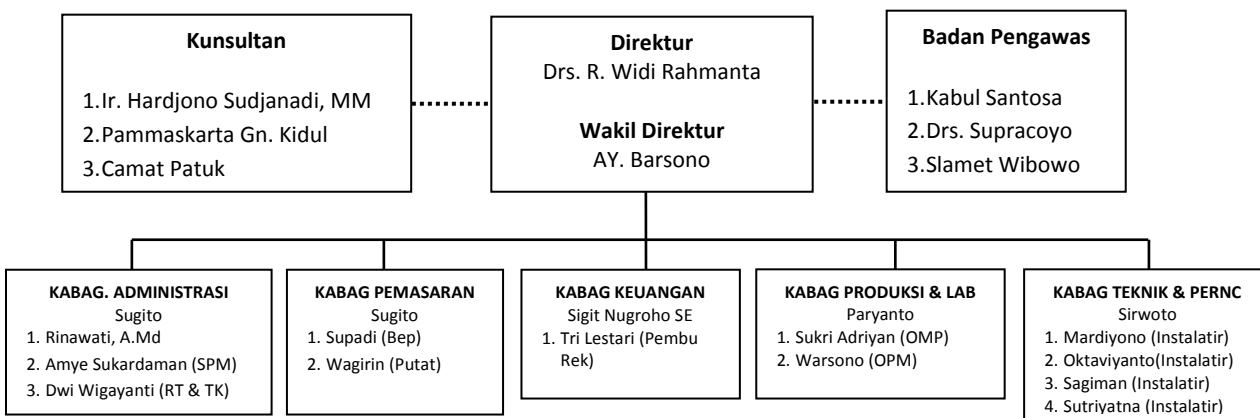 Kunsultan
1.Ir. Hardjono Sudjanadi, MM
2.Pammaskarta Gn. Kidul
3.Camat Patuk
Direktur
Drs. R. Widi Rahmanta
Wakil Direktur
AY. Barsono
Badan Pengawas
1.Kabul Santosa
2.Drs. Supracoyo
3.Slamet Wibowo
KABAG. ADMINISTRASI
Sugito
1. Rinawati, A.Md
2. Amye Sukardaman (SPM)
3. Dwi Wigayanti (RT & TK)
KABAG PEMASARAN
Sugito
1. Supadi (Bep)
2. Wagirin (Putat)
KABAG KEUANGAN
Sigit Nugroho SE
1. Tri Lestari (Pembu
Rek)
KABAG PRODUKSI & LAB
Paryanto
1. Sukri Adriyan (OMP)
2. Warsono (OPM)
KABAG TEKNIK & PERNC
Sirwoto
1. Mardiyono (Instalatir)
2. Oktaviyanto(Instalatir)
3. Sagiman (Instalatir)
4. Sutriyatna (Instalatir)